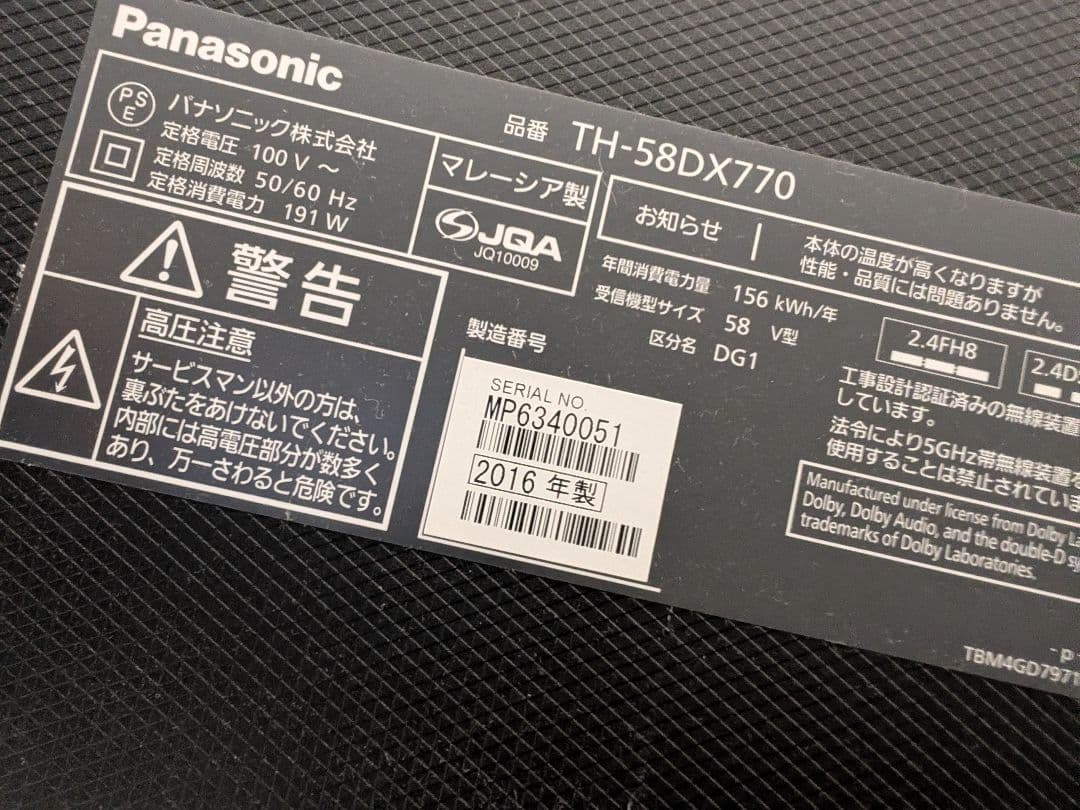 Panasonic
PS
E
パナソニック株式会社
定格電圧 100 V ～
定格周波数 50/60 Hz
定格消費電力 191 W
マレーシア製
JQA
JQ10009
品番 TH-58DX770
お知らせ
本体の温度が高くなりますが
性能・品質には問題ありません。
年間消費電力量 156 kWh/年
受信機型サイズ 58 V型
区分名 DG1
2.4FH8
2.4D
工事設計認証済みの無線装置
しています。
法令により5GHz帯無線装置を
使用することは禁止されていま
警告
高圧注意
サービスマン以外の方は、
裏ぶたをあけないでください。
内部には高電圧部分が数多く
あり、万一さわると危険です。
製造番号
SERIAL NO.
MP6340051
2016 年製
Manufactured under license from Dolby La
Dolby, Dolby Audio, and the double-D sy
trademarks of Dolby Laboratories.
-p-
TBM4GD7971